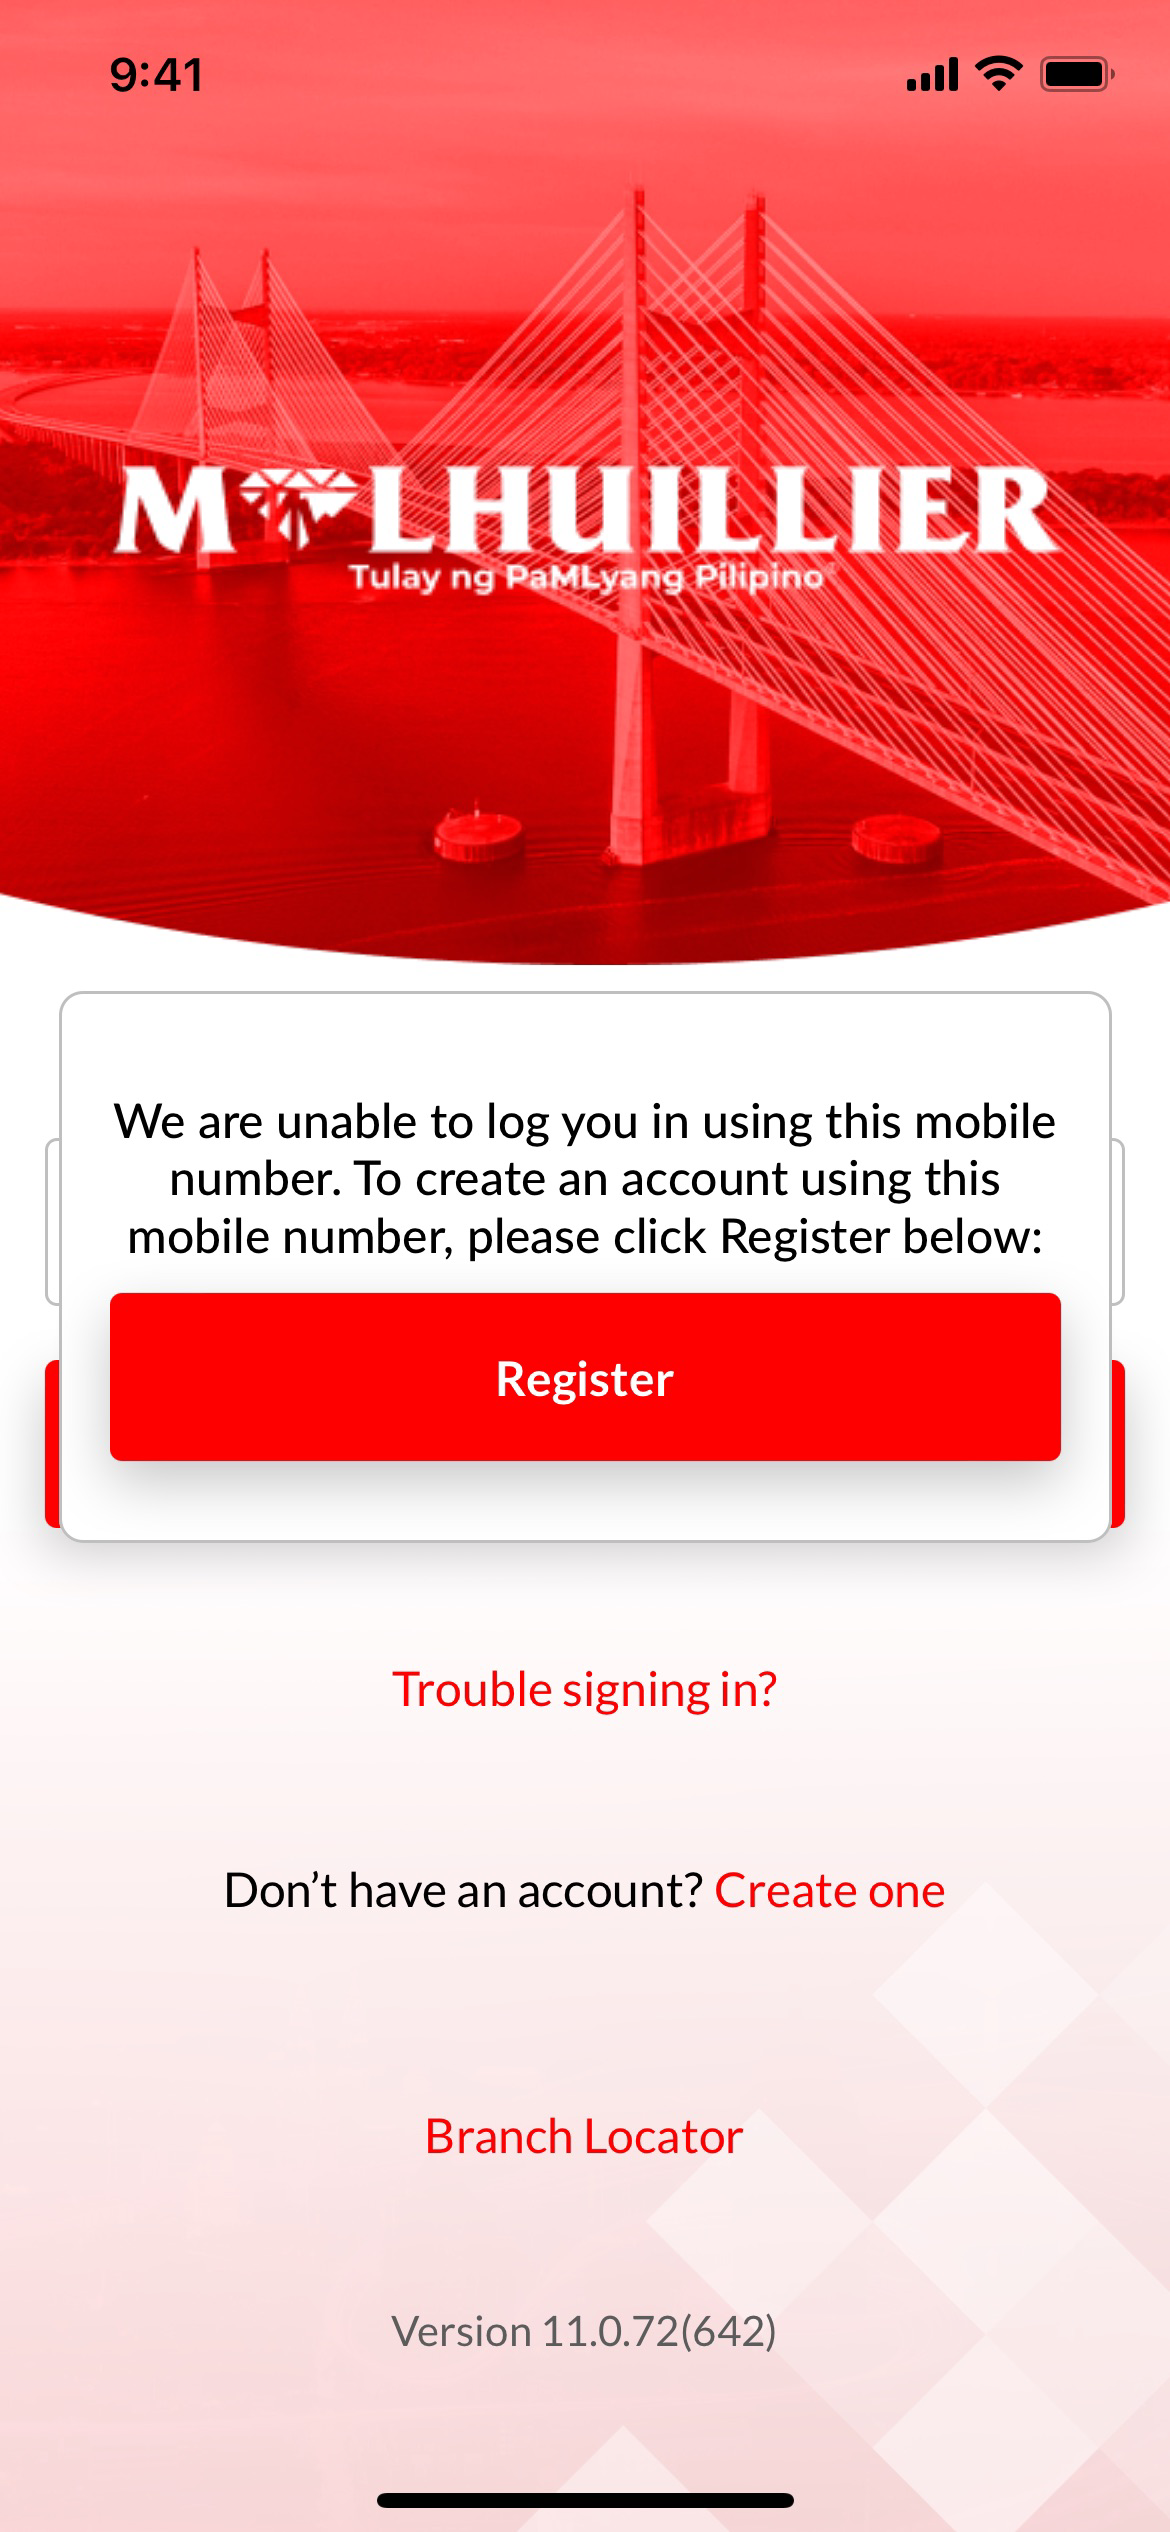 9:41
M LHUILLIER
Tulay ng PaMLyang Pilipino
We are unable to log you in using this mobile
number. To create an account using this
mobile number, please click Register below:
Register
Trouble signing in?
Don’t have an account? Create one
Branch Locator
Version 11.0.72(642)